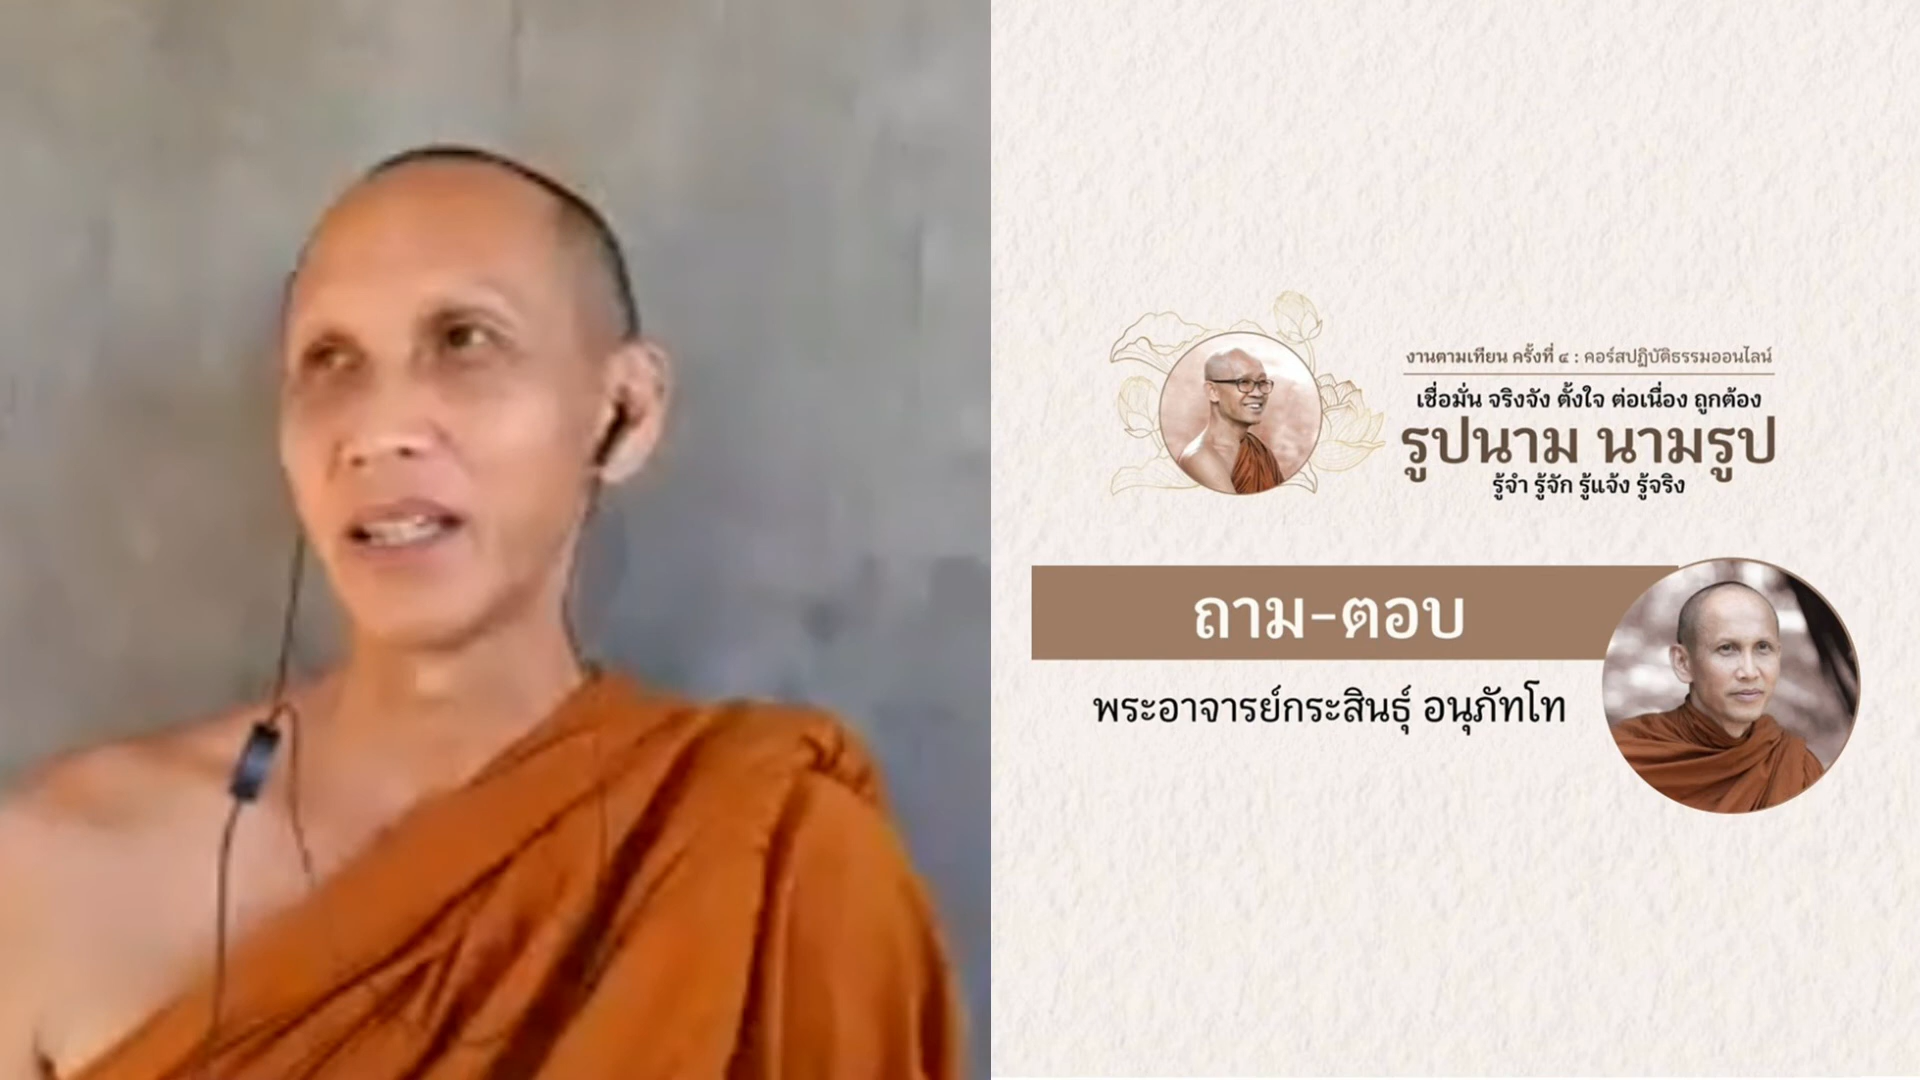 งานตามเทียน ครั้งที่ ๔ : คอร์สปฏิบัติธรรมออนไลน์
เชื่อมั่น จริงจัง ตั้งใจ ต่อเนื่อง ถูกต้อง
รูปนาม นามรูป
รู้จำ รู้จัก รู้แจ้ง รู้จริง
ถาม-ตอบ
พระอาจารย์กระสินธุ์ อนุภัทโท